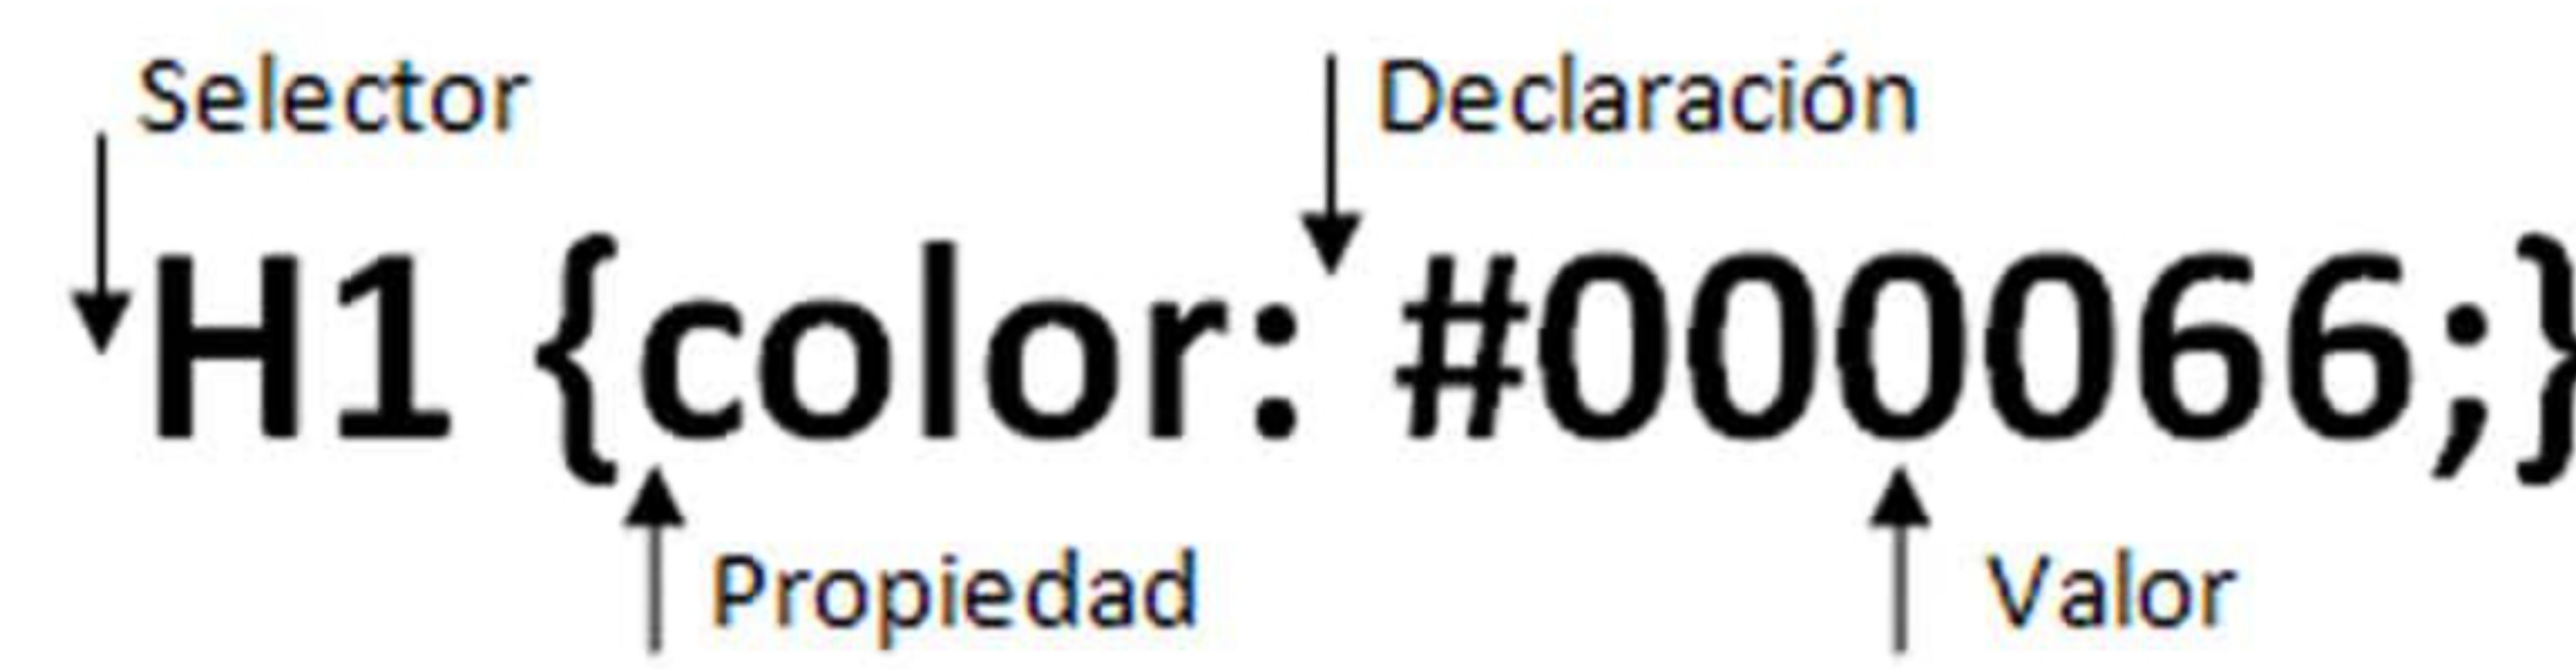 Selector
Declaración
H1 {color: #000066;}
Propiedad
Valor